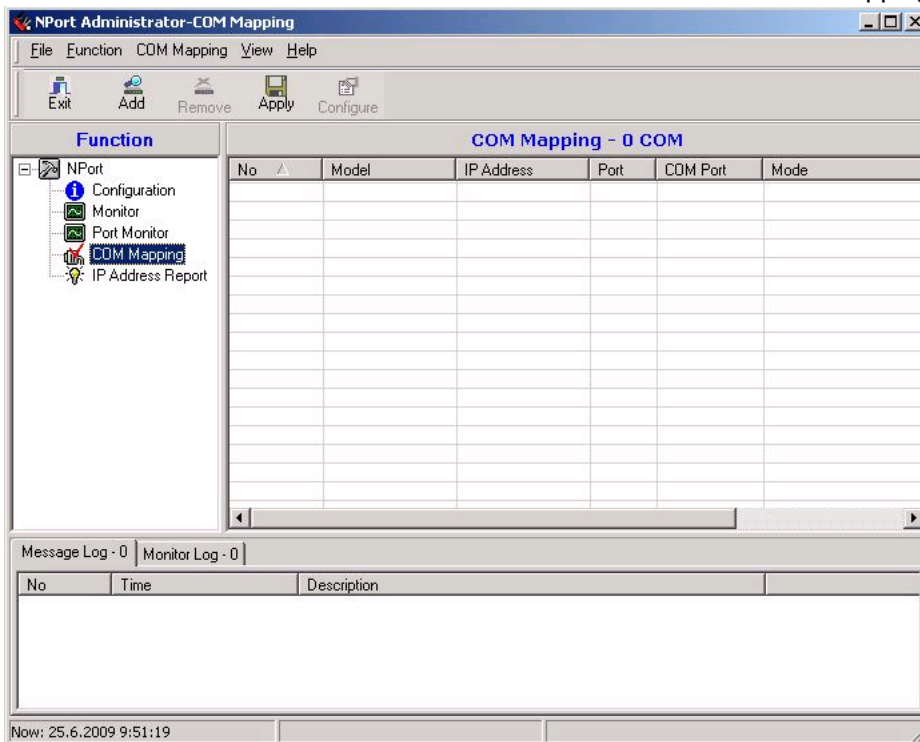 NPort Administrator-COM Mapping
File Function COM Mapping View Help
Exit Add Remove Apply Configure
Function
COM Mapping - 0 COM
NPort
Configuration
Monitor
Port Monitor
COM Mapping
IP Address Report
No Model IP Address Port COM Port Mode
Message Log - 0 Monitor Log - 0
No Time Description
Now: 25.6.2009 9:51:19